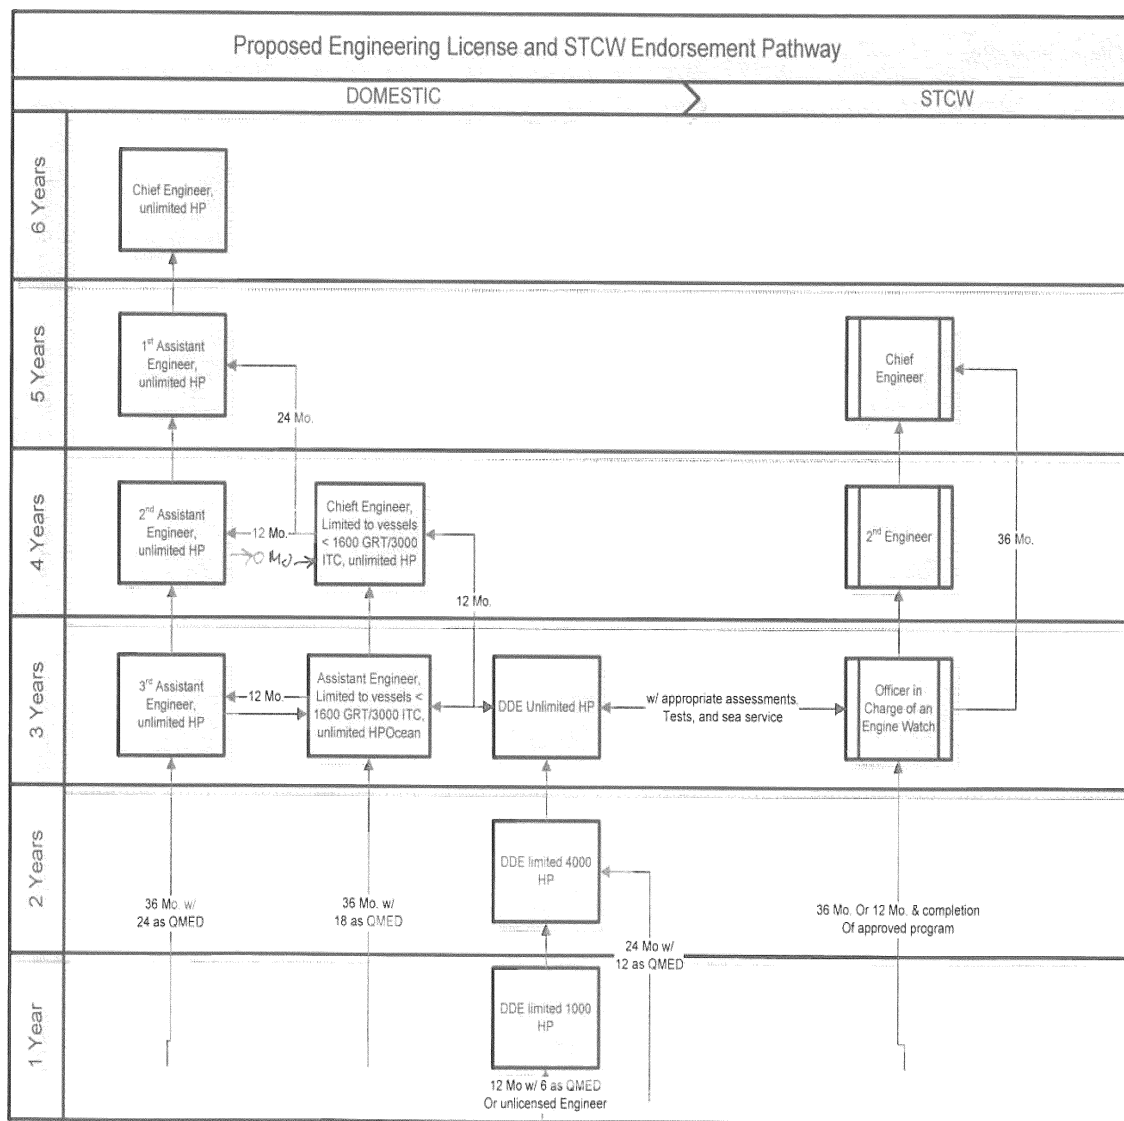 Proposed Engineering License and STCW Endorsement Pathway
DOMESTIC
STCW
6 Years
Chief Engineer,
unlimited HP
5 Years
1st Assistant
Engineer,
unlimited HP
24 Mo.
Chief
Engineer
4 Years
2nd Assistant
Engineer,
unlimited HP
12 Mo.
0 Mo.
Chieft Engineer,
Limited to vessels
< 1600 GRT/3000
ITC, unlimited HP
12 Mo.
2nd Engineer
36 Mo.
3 Years
3rd Assistant
Engineer,
unlimited HP
12 Mo.
Assistant Engineer,
Limited to vessels <
1600 GRT/3000 ITC,
unlimited HPOcean
DDE Unlimited HP
w/ appropriate assessments.
Tests, and sea service
Officer in
Charge of an
Engine Watch
2 Years
36 Mo. w/
24 as QMED
36 Mo. w/
18 as QMED
DDE limited 4000
HP
24 Mo w/
12 as QMED
36 Mo. Or 12 Mo. & completion
Of approved program
1 Year
DDE limited 1000
HP
12 Mo w/ 6 as QMED
Or unlicensed Engineer